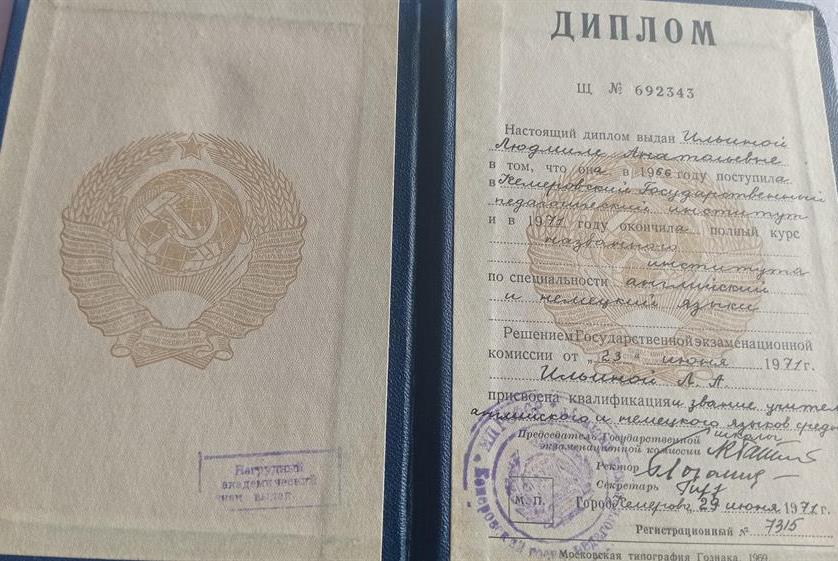 Нагрудный
академический
знак выдан
ДИПЛОМ
Щ № 692343
Настоящий диплом выдан Ильиной
Людмиле Анатольевне
в том, что она в 1966 году поступила
в Кемеровский Государственный
педагогический институт
и в 1971 году окончила полный курс
названного
института
по специальности английский
и немецкий языки
Решением Государственной экзаменационной
комиссии от „23“ июня 1971 г.
Ильиной Л. А.
присвоена квалификация и звание учител
английского и немецкого языков средн
школы
Председатель Государственной
экзаменационной комиссии
Ректор
Секретарь
М. П.
Город Кемерово, 29 июня 1971 г.
Регистрационный № 7315
Московская типография Гознака. 1969